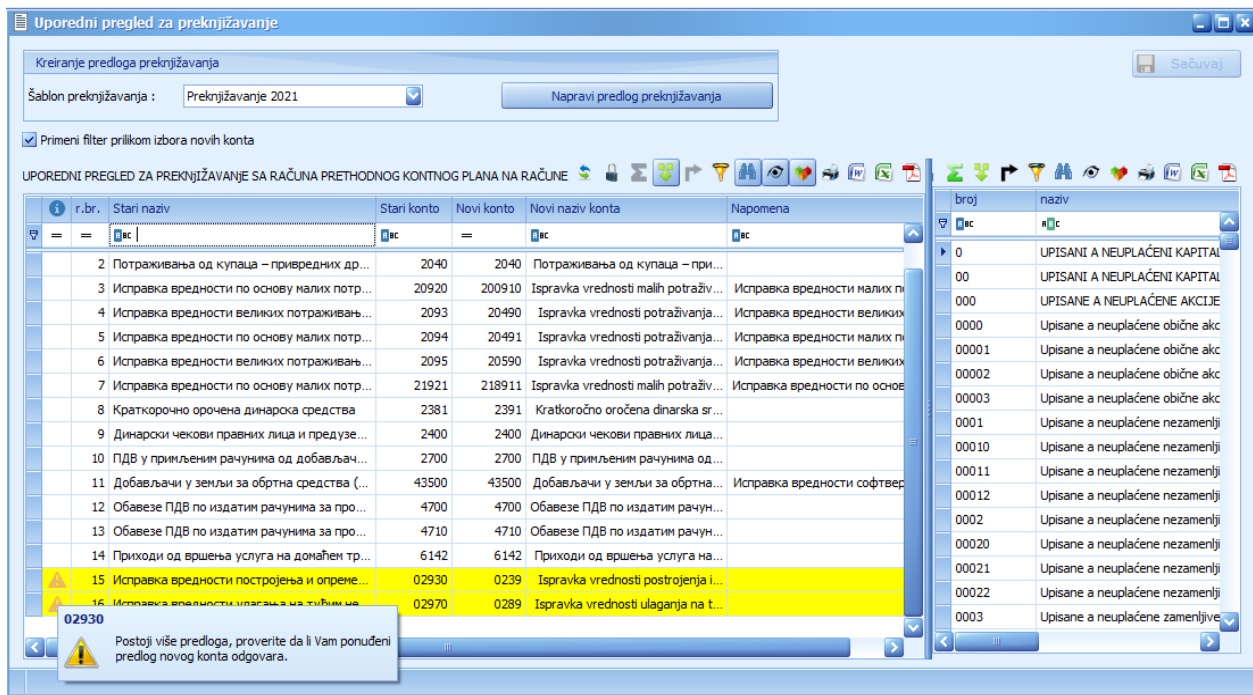 Uporedni pregled za preknjižavanje
Kreiranje predloga preknjižavanja
Sačuvaj
Šablon preknjižavanja : Preknjižavanje 2021 Napravi predlog preknjižavanja
Primeni filter prilikom izbora novih konta
UPOREDNI PREGLED ZA PREKNJIŽAVANJE SA RAČUNA PRETHODNOG KONTNOG PLANA NA RAČUNE
r.br. Stari naziv Stari konto Novi konto Novi naziv konta Napomena
2 Потраживања од купаца – привредних др... 2040 2040 Потраживања од купаца – при...
3 Исправка вредности по основу малих потр... 20920 200910 Ispravka vrednosti malih potraživ... Исправка вредности малих п
4 Исправка вредности великих потраживањ... 2093 20490 Ispravka vrednosti potraživanja... Исправка вредности великих
5 Исправка вредности по основу малих потр... 2094 20491 Ispravka vrednosti potraživanja... Исправка вредности малих п
6 Исправка вредности великих потраживањ... 2095 20590 Ispravka vrednosti potraživanja... Исправка вредности великих
7 Исправка вредности по основу малих потр... 21921 218911 Ispravka vrednosti malih potraživ... Исправка вредности по основ
8 Краткорочно орочена динарска средства 2381 2391 Kratkoročno oročena dinarska sr...
9 Динарски чекови правних лица и предузе... 2400 2400 Динарски чекови правних лица...
10 ПДВ у примљеним рачунима од добављач... 2700 2700 ПДВ у примљеним рачунима од...
11 Добављачи у земљи за обртна средства (... 43500 43500 Добављачи у земљи за обртна... Исправка вредности софтвер
12 Обавезе ПДВ по издатим рачунима за про... 4700 4700 Обавезе ПДВ по издатим рачун...
13 Обавезе ПДВ по издатим рачунима за про... 4710 4710 Обавезе ПДВ по издатим рачун...
14 Приходи од вршења услуга на домаћем тр... 6142 6142 Приходи од вршења услуга на...
15 Исправка вредности постројења и опреме... 02930 0239 Ispravka vrednosti postrojenja i...
16 Исправка вредности улагања на туђим не... 02970 0289 Ispravka vrednosti ulaganja na t...
02930
Postoji više predloga, proverite da li Vam ponuđeni
predlog novog konta odgovara.
broj naziv
0 UPISANI A NEUPLAĆENI KAPITAL
00 UPISANI A NEUPLAĆENI KAPITAL
000 UPISANE A NEUPLAĆENE AKCIJE
0000 Upisane a neuplaćene obične akc
00001 Upisane a neuplaćene obične akc
00002 Upisane a neuplaćene obične akc
00003 Upisane a neuplaćene obične akc
0001 Upisane a neuplaćene nezamenlji
00010 Upisane a neuplaćene nezamenlji
00011 Upisane a neuplaćene nezamenlji
00012 Upisane a neuplaćene nezamenlji
0002 Upisane a neuplaćene nezamenlji
00020 Upisane a neuplaćene nezamenlji
00021 Upisane a neuplaćene nezamenlji
00022 Upisane a neuplaćene nezamenlji
0003 Upisane a neuplaćene zamenljive